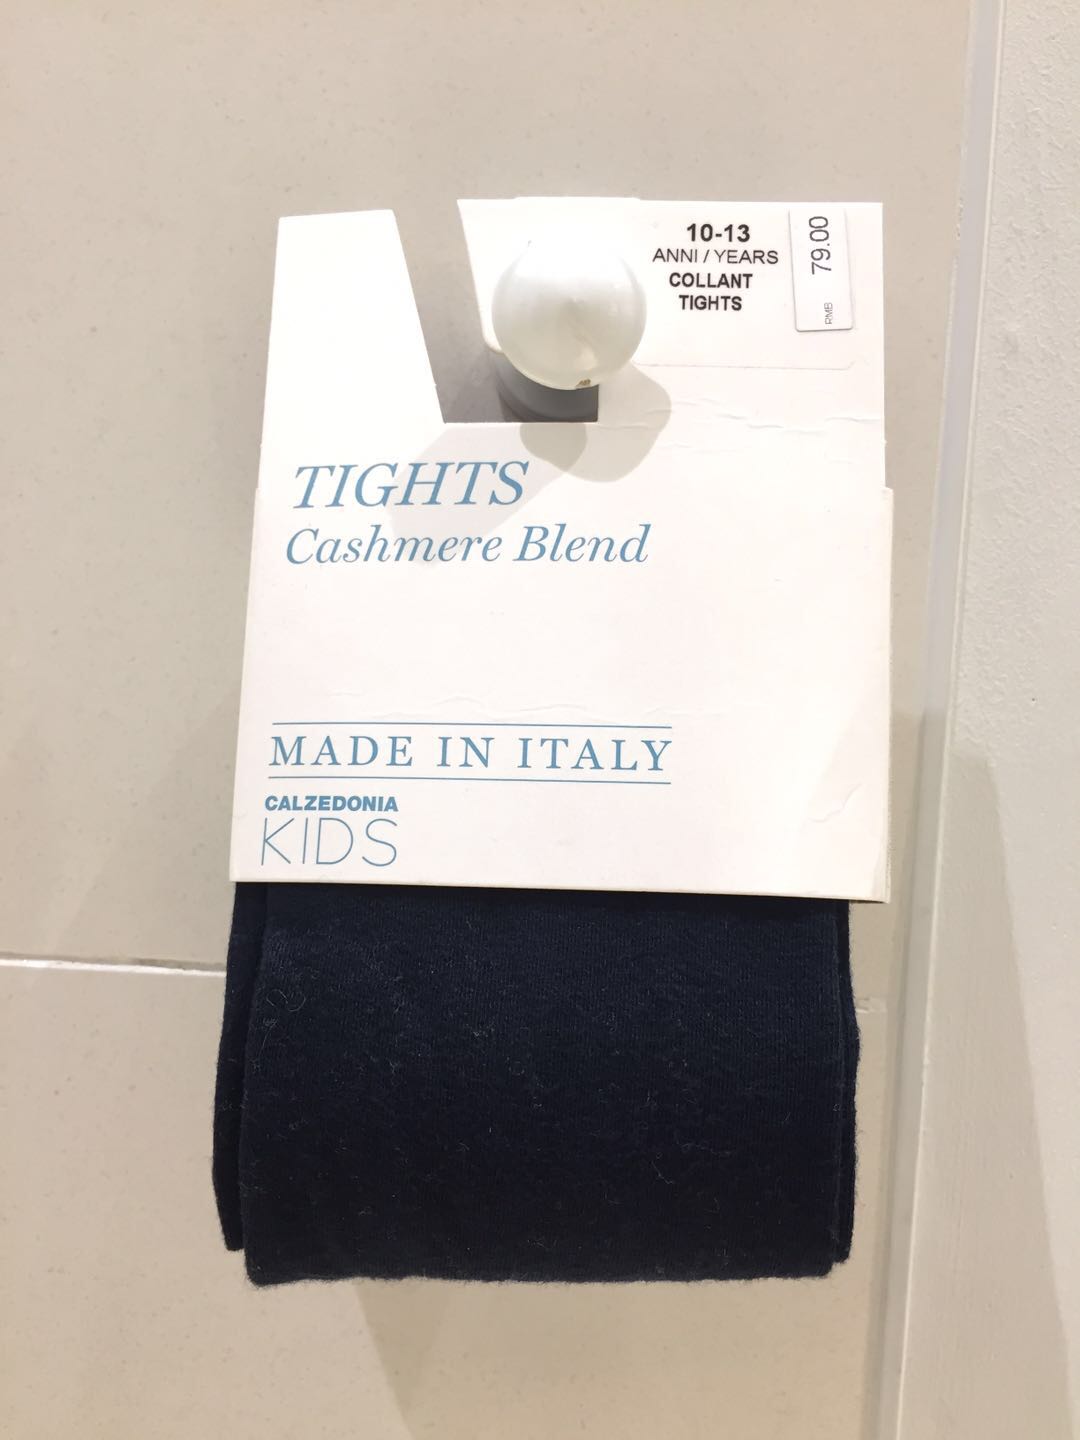 10-13
ANNI / YEARS
COLLANT
TIGHTS
79.00
RMB
TIGHTS
Cashmere Blend
MADE IN ITALY
CALZEDONIA
KIDS